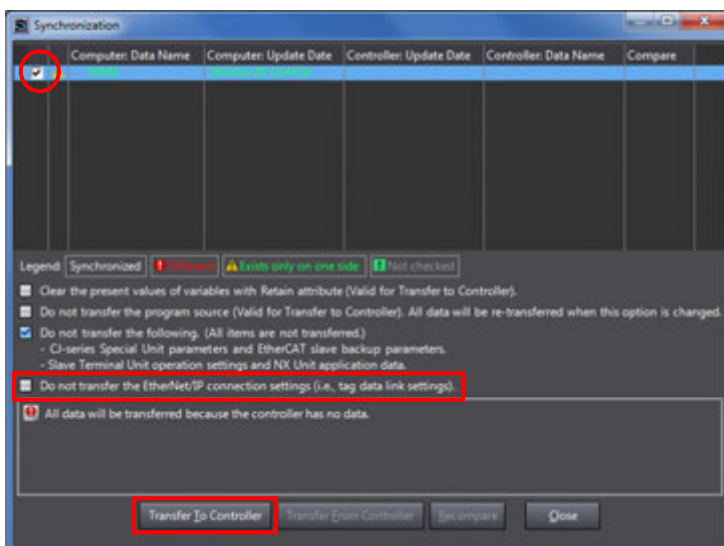 Synchronization
Computer: Data Name Computer: Update Date Controller: Update Date Controller: Data Name Compare
Legend: Synchronized Different Exists only on one side Not checked
Clear the present values of variables with Retain attribute (Valid for Transfer to Controller).
Do not transfer the program source (Valid for Transfer to Controller). All data will be re-transferred when this option is changed.
Do not transfer the following. (All items are not transferred.)
- CJ-series Special Unit parameters and EtherCAT slave backup parameters.
- Slave Terminal Unit operation settings and NX Unit application data.
Do not transfer the EtherNet/IP connection settings (i.e., tag data link settings).
All data will be transferred because the controller has no data.
Transfer To Controller Transfer From Controller Recompare Close